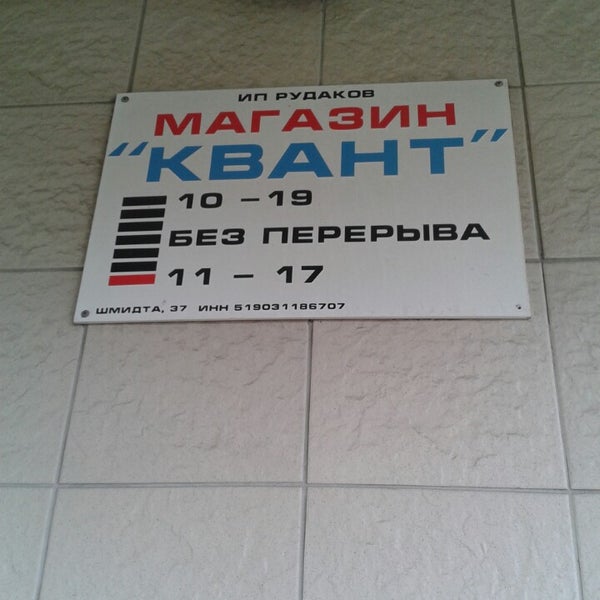 ИП РУДАКОВ
МАГАЗИН
"КВАНТ"
10 – 19
БЕЗ ПЕРЕРЫВА
11 – 17
ШМИДТА, 37 ИНН 519031186707